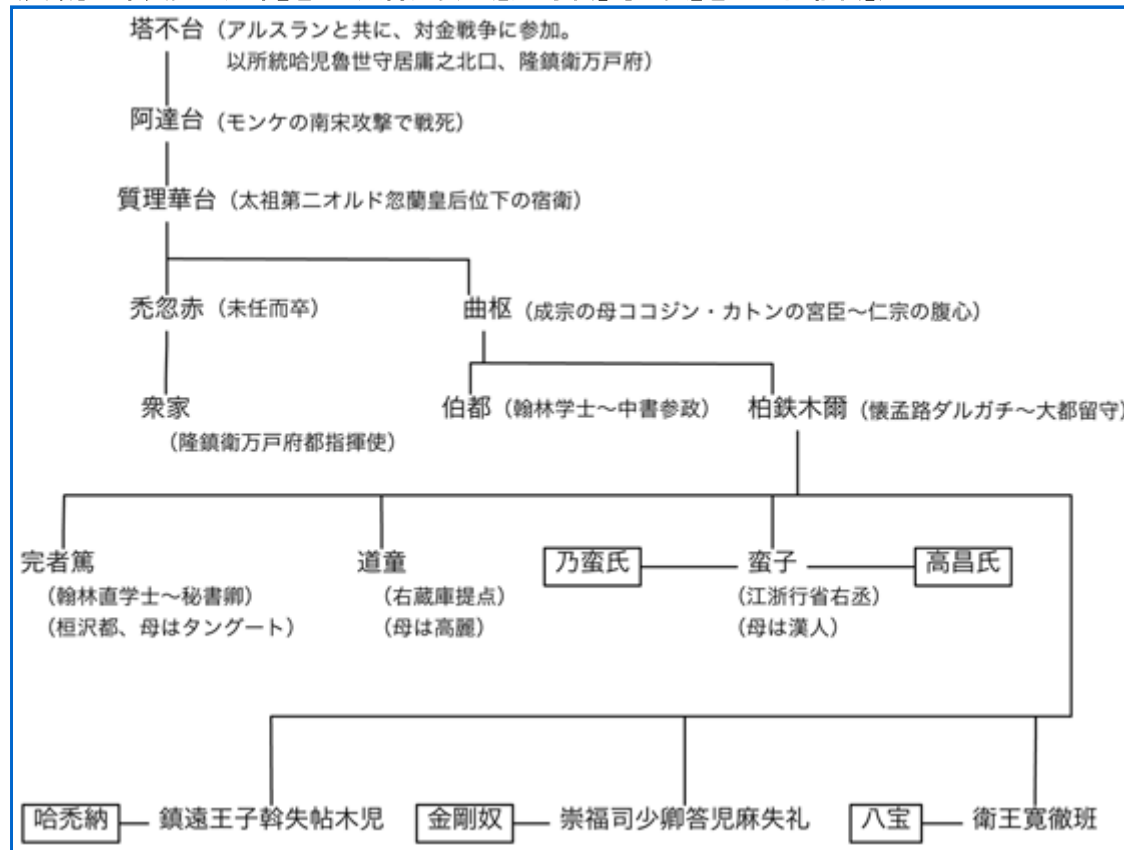 塔不台（アルスランと共に、対金戦争に参加。
以所統哈児魯世守居庸之北口、隆鎮衛万戸府）
阿達台（モンケの南宋攻撃で戦死）
質理華台（太祖第二オルド忽蘭皇后位下の宿衛）
禿忽赤（未任而卒）
曲枢（成宗の母ココジン・カトンの宮臣～仁宗の腹心）
衆家
（隆鎮衛万戸府都指揮使）
伯都（翰林学士～中書参政）
柏鉄木爾（懐孟路ダルガチ～大都留守）
完者篤
（翰林直学士～秘書卿）
（桓沢都、母はタングート）
道童
（右蔵庫提点）
（母は高麗）
乃蛮氏
蛮子
（江浙行省右丞）
（母は漢人）
高昌氏
哈禿納
鎮遠王子斡失帖木児
金剛奴
崇福司少卿答児麻失礼
八宝
衛王寛徹班